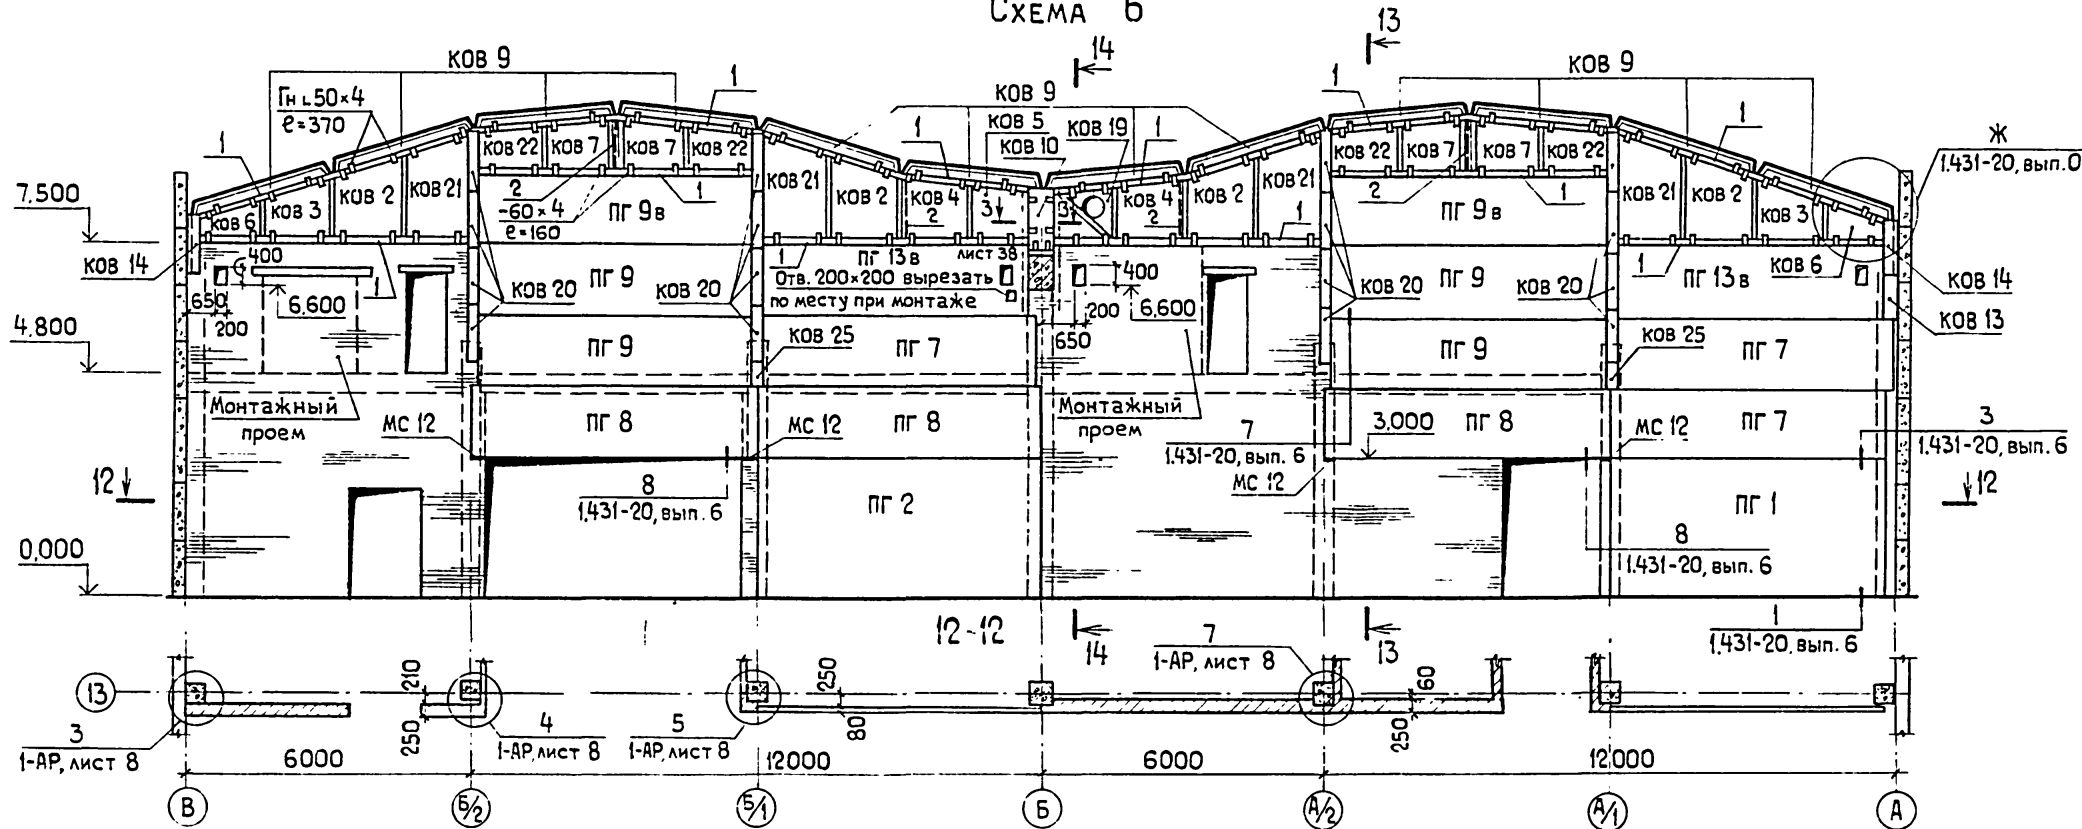 Схема 6
13
14
КОВ 9
КОВ 9
КОВ 9
1
1
Гн ∟50×4
ℓ=370
КОВ 5
КОВ 19
1
1
КОВ 10
1
1
Ж
1.431-20, вып. 0
КОВ 22
КОВ 7
КОВ 7
КОВ 22
КОВ 22
КОВ 7
КОВ 7
КОВ 22
7,500
КОВ 6
КОВ 3
КОВ 2
КОВ 21
2
-60×4
ℓ=160
1
ПГ 9в
КОВ 21
КОВ 2
КОВ 4
2
3
3
КОВ 4
2
КОВ 2
КОВ 21
1
2
1
ПГ 9в
КОВ 21
КОВ 2
КОВ 3
КОВ 14
400
650
200
6,600
1
ПГ 9
КОВ 20
КОВ 20
1
ПГ 13в
лист 38
Отв. 200×200 вырезать
по месту при монтаже
400
200
650
6,600
ПГ 9
КОВ 20
КОВ 20
1
ПГ 13в
КОВ 6
КОВ 14
КОВ 13
4.800
ПГ 9
КОВ 25
ПГ 7
ПГ 9
КОВ 25
ПГ 7
Монтажный
проем
МС 12
ПГ 8
МС 12
ПГ 8
Монтажный
проем
7
1.431-20, вып. 6
МС 12
3,000
ПГ 8
МС 12
ПГ 7
3
1.431-20, вып. 6
12
8
1.431-20, вып. 6
ПГ 2
ПГ 1
12
8
1.431-20, вып. 6
0,000
1
1.431-20, вып. 6
12-12
14
13
7
1-АР, лист 8
13
210
250
250
80
60
250
3
1-АР, лист 8
4
1-АР, лист 8
5
1-АР, лист 8
6000
12000
6000
12000
В
Б/2
Б/1
Б
А/2
А/1
А